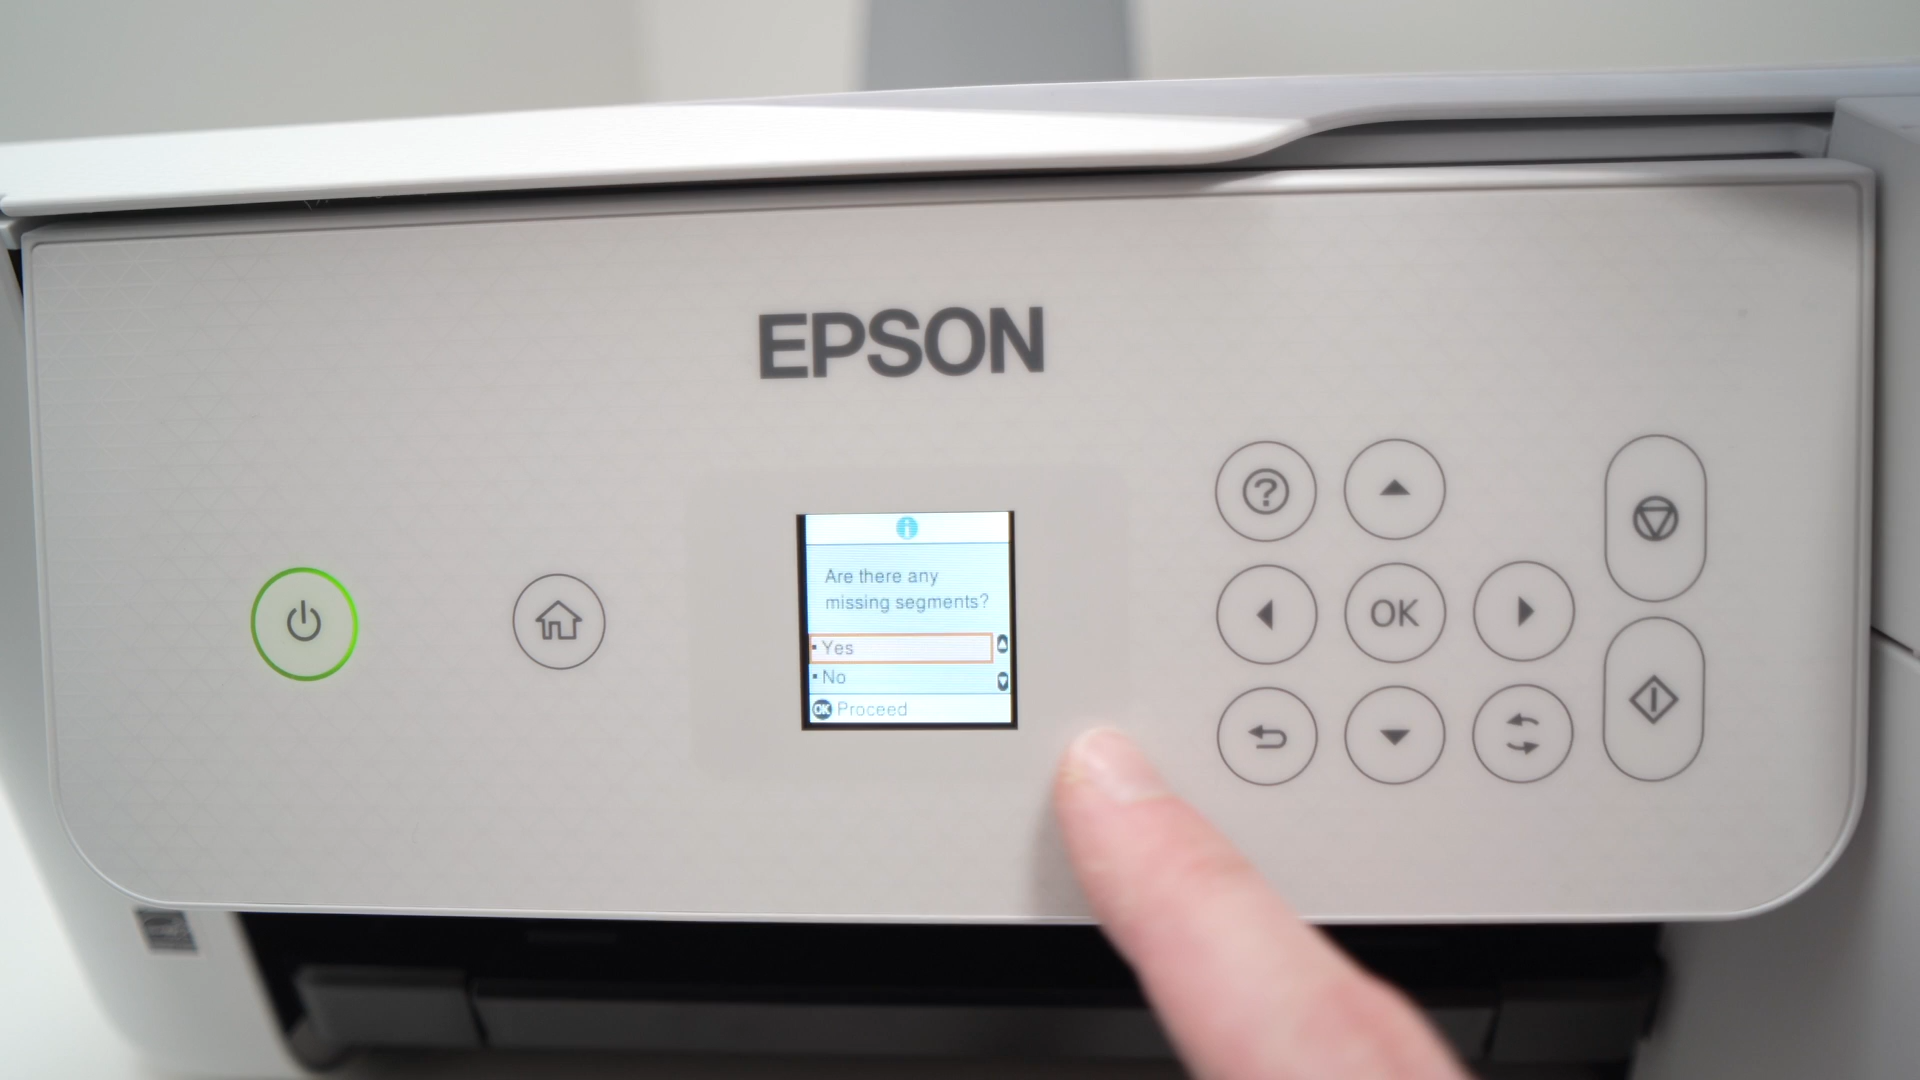 EPSON
Are there any
missing segments?
Yes
No
OK Proceed
OK